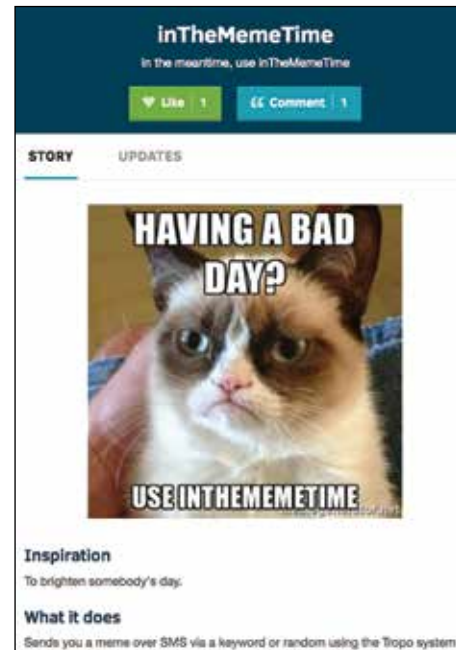 inTheMemeTime
In the meantime, use inTheMemeTime
Like 1
Comment 1
STORY UPDATES
HAVING A BAD
DAY?
USE INTHEMEMETIME
Inspiration
To brighten somebody's day.
What it does
Sends you a meme over SMS via a keyword or random using the Tropo system